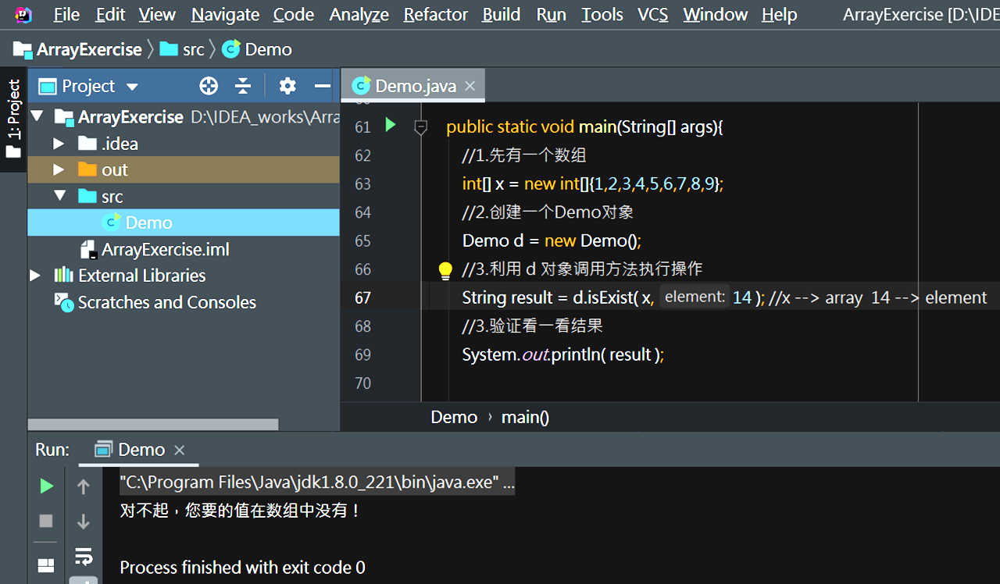 File Edit View Navigate Code Analyze Refactor Build Run Tools VCS Window Help ArrayExercise [D:\IDE
ArrayExercise src Demo
1: Project
Project
ArrayExercise D:\IDEA_works\Arra
.idea
out
src
Demo
ArrayExercise.iml
External Libraries
Scratches and Consoles
Demo.java
61 public static void main(String[] args){
62 //1.先有一个数组
63 int[] x = new int[]{1,2,3,4,5,6,7,8,9};
64 //2.创建一个Demo对象
65 Demo d = new Demo();
66 //3.利用 d 对象调用方法执行操作
67 String result = d.isExist( x, element: 14 ); //x --> array 14 --> element
68 //3.验证看一看结果
69 System.out.println( result );
70
Demo › main()
Run: Demo
"C:\Program Files\Java\jdk1.8.0_221\bin\java.exe" ...
对不起，您要的值在数组中没有！
Process finished with exit code 0